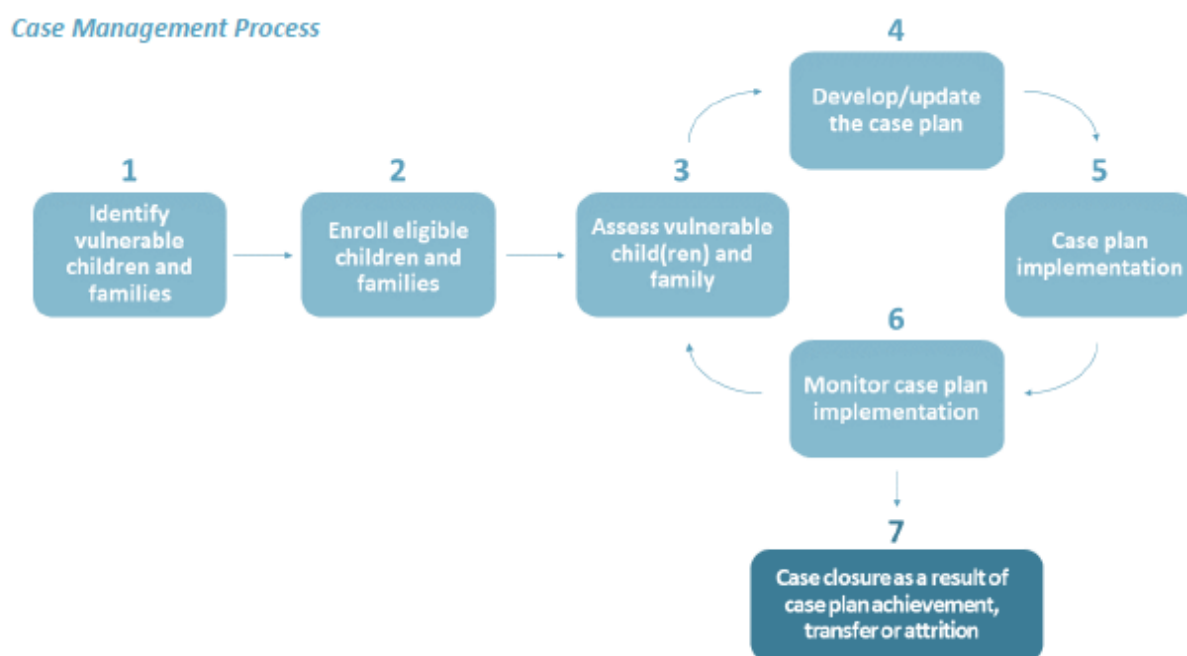 Case Management Process
1
Identify
vulnerable
children and
families
2
Enroll eligible
children and
families
3
Assess vulnerable
child(ren) and
family
4
Develop/update
the case plan
5
Case plan
implementation
6
Monitor case plan
implementation
7
Case closure as a result of
case plan achievement,
transfer or attrition